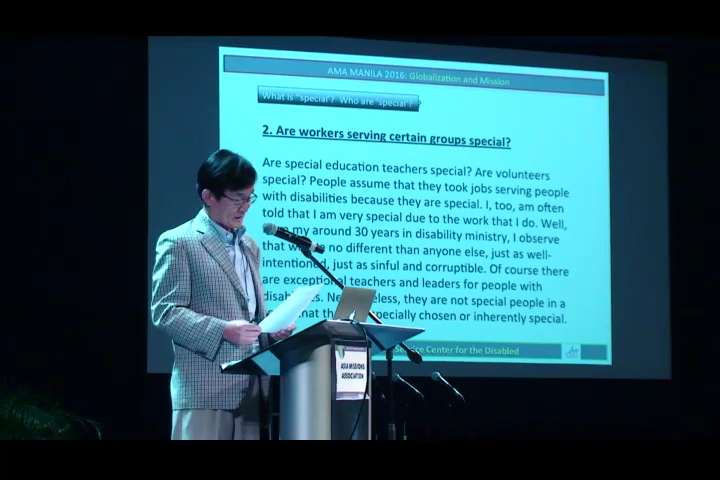 AMA MANILA 2016: Globalization and Mission
What is "special"? Who are "special"?
2. Are workers serving certain groups special?
Are special education teachers special? Are volunteers
special? People assume that they took jobs serving people
with disabilities because they are special. I, too, am often
told that I am very special due to the work that I do. Well,
my around 30 years in disability ministry, I observe
that no different than anyone else, just as well-
intentioned, just as sinful and corruptible. Of course there
are exceptional teachers and leaders for people with
they are not special people in a
that specially chosen or inherently special.
Service Center for the Disabled
ASIA MISSIONS
ASSOCIATION